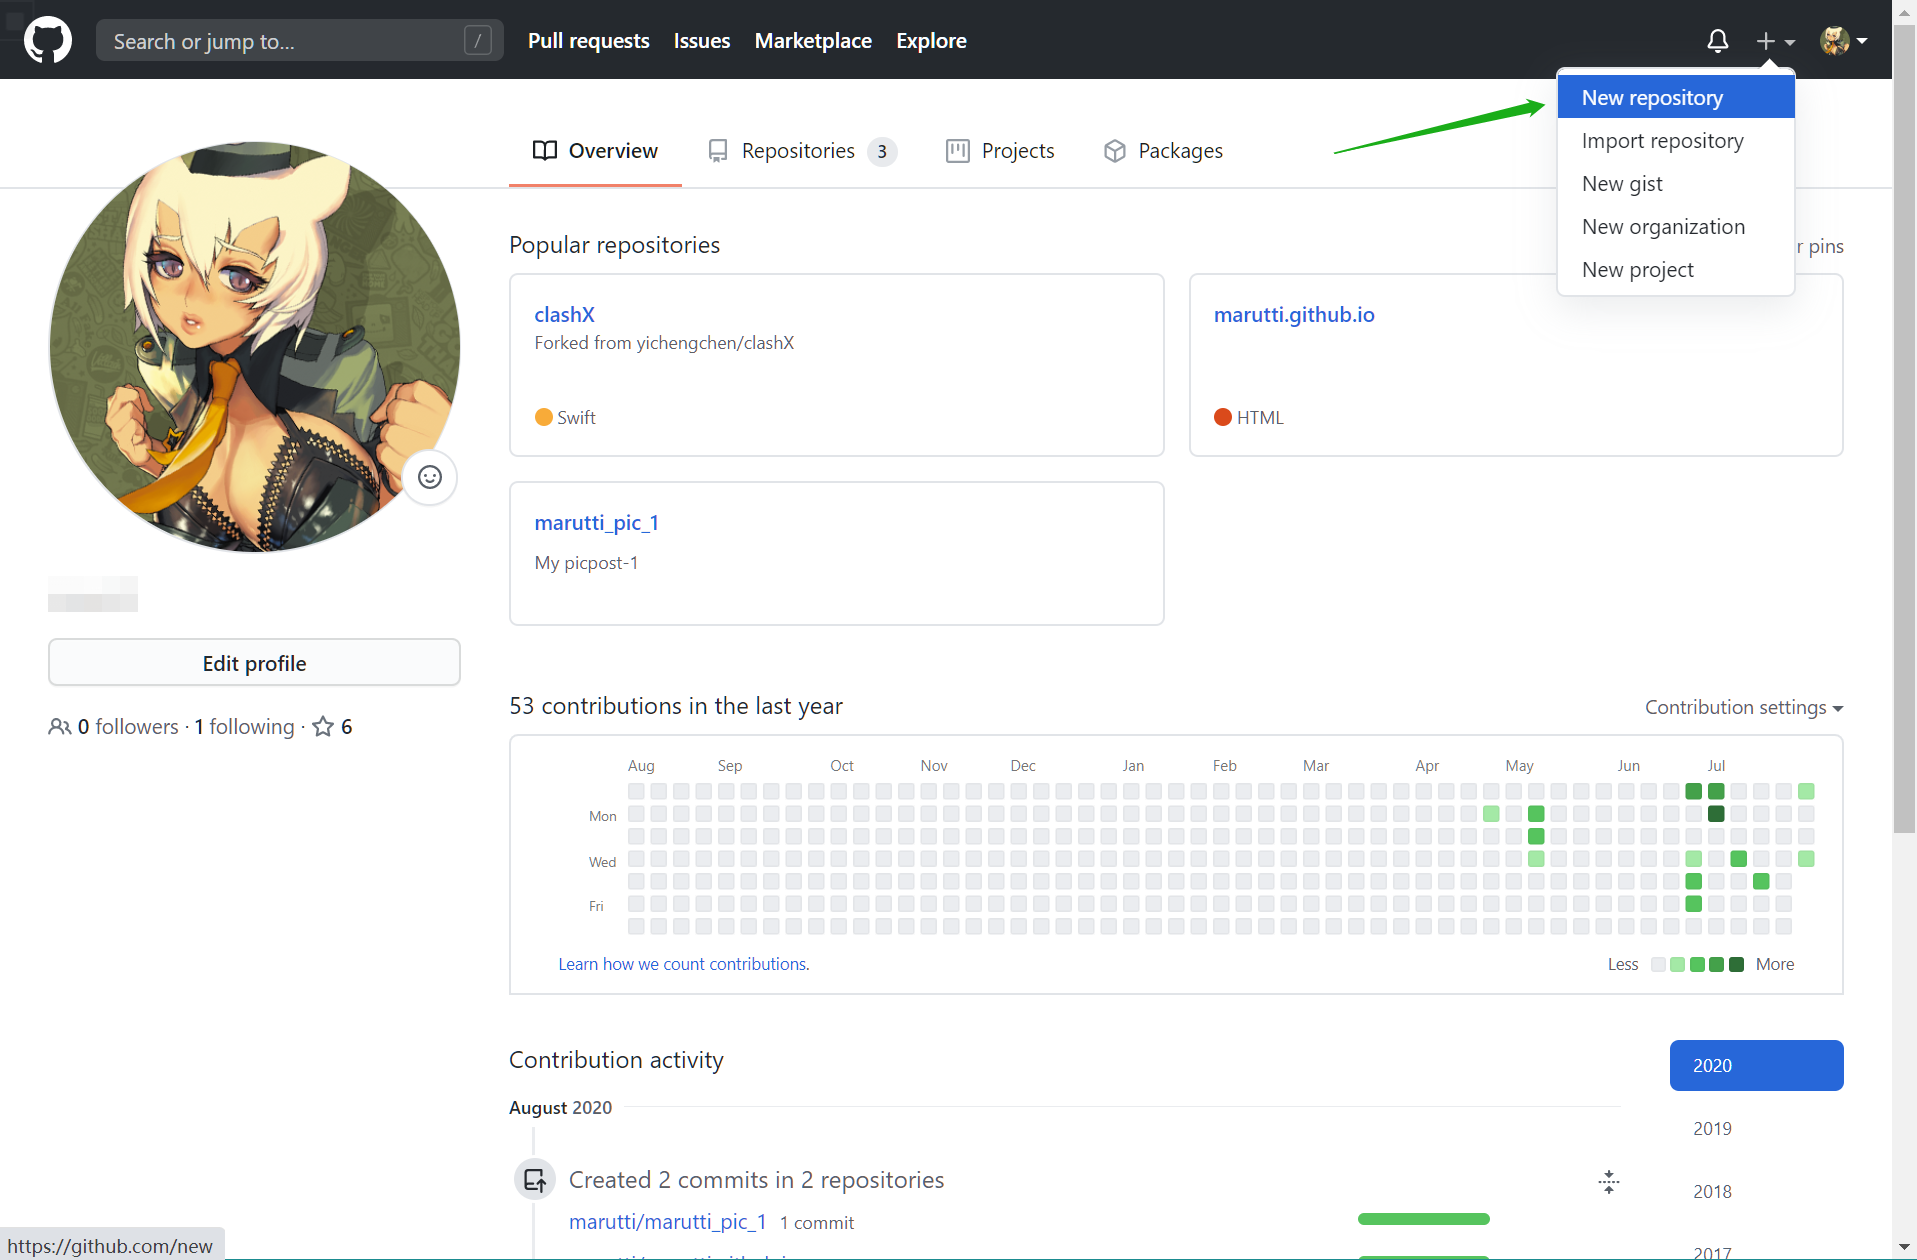 Search or jump to... /
Pull requests Issues Marketplace Explore
New repository
Import repository
New gist
New organization
New project
Overview Repositories 3 Projects Packages
Popular repositories
r pins
clashX
Forked from yichengchen/clashX
Swift
marutti.github.io
HTML
marutti_pic_1
My picpost-1
Edit profile
0 followers · 1 following · 6
53 contributions in the last year
Contribution settings
Aug Sep Oct Nov Dec Jan Feb Mar Apr May Jun Jul
Mon
Wed
Fri
Learn how we count contributions.
Less More
Contribution activity
2020
2019
2018
2017
August 2020
Created 2 commits in 2 repositories
marutti/marutti_pic_1 1 commit
https://github.com/new